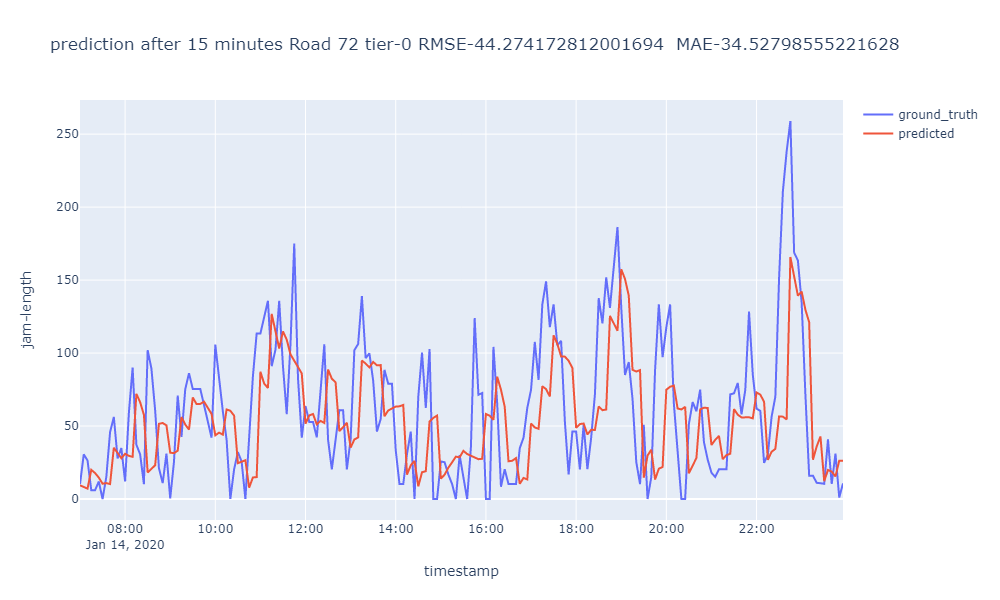 prediction after 15 minutes Road 72 tier-0 RMSE-44.274172812001694  MAE-34.52798555221628
ground_truth
predicted
250
200
150
100
50
0
jam-length
08:00 10:00 12:00 14:00 16:00 18:00 20:00 22:00
Jan 14, 2020
timestamp